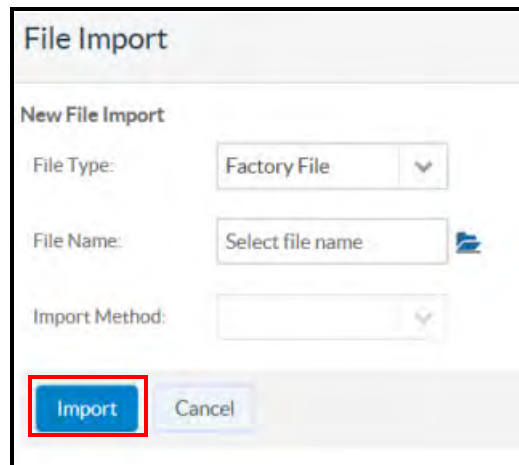 File Import
New File Import
File Type: Factory File
File Name: Select file name
Import Method:
Import Cancel